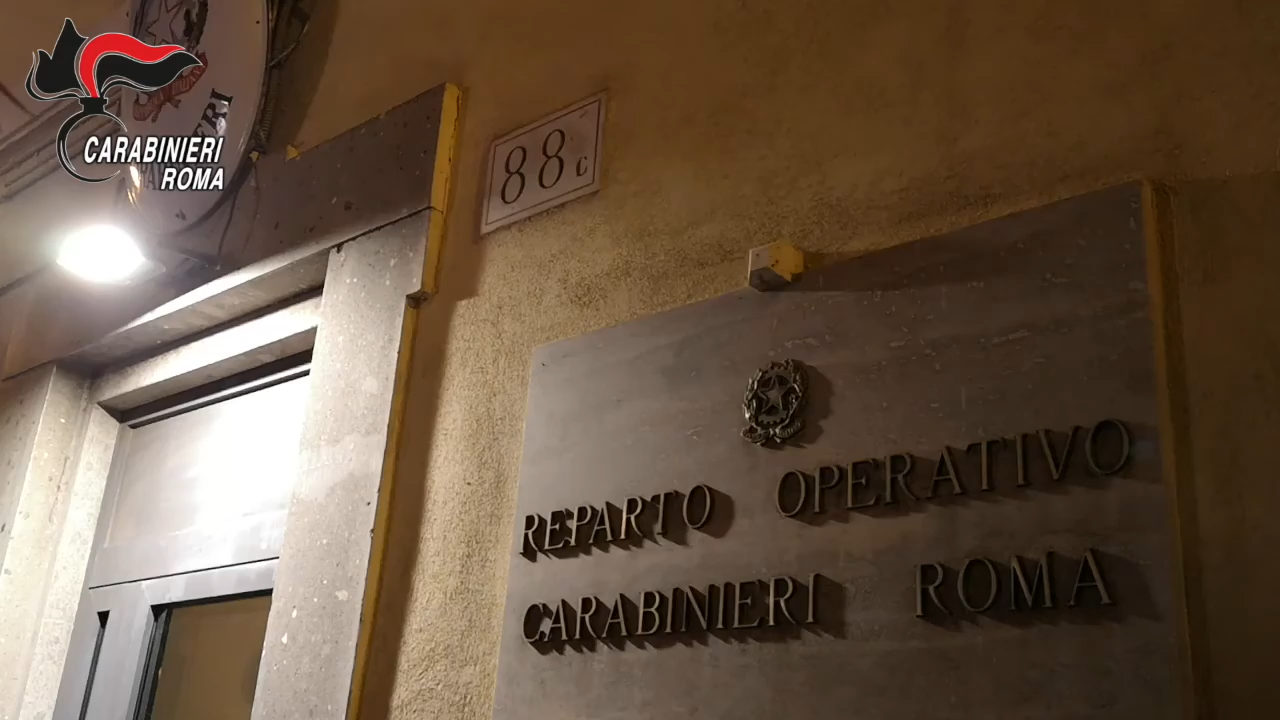 CARABINIERI
ROMA
88c
REPARTO OPERATIVO
CARABINIERI ROMA